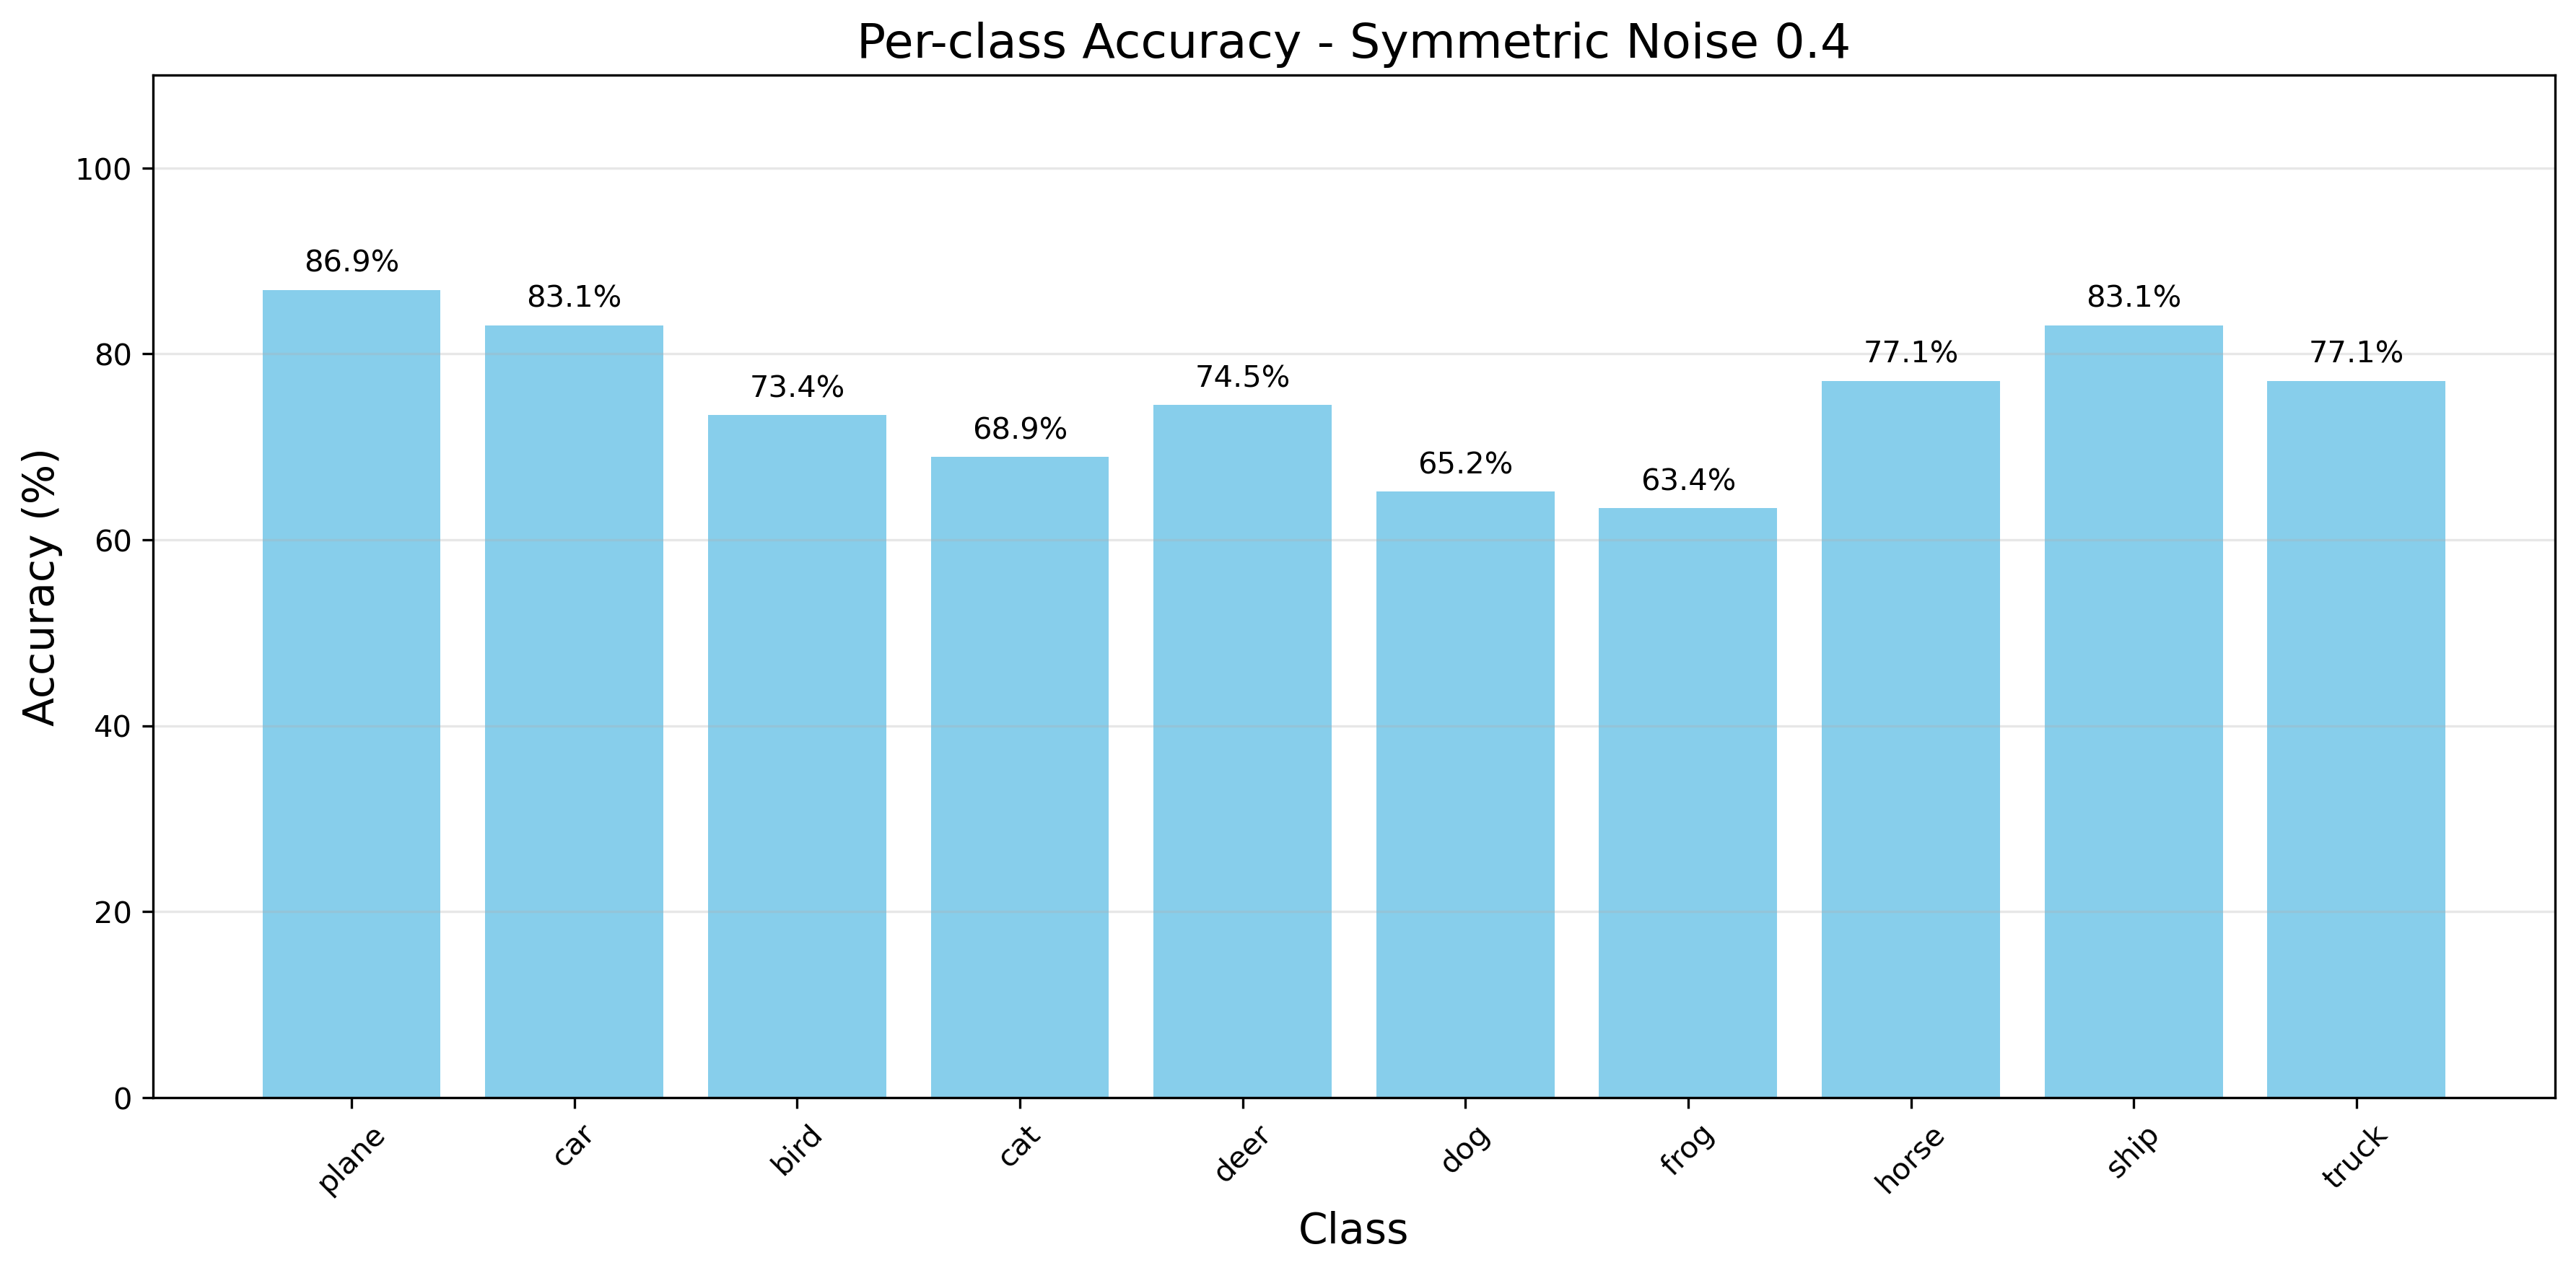 Per-class Accuracy - Symmetric Noise 0.4
Accuracy (%)
100
80
60
40
20
0
86.9%
83.1%
73.4%
68.9%
74.5%
65.2%
63.4%
77.1%
83.1%
77.1%
plane
car
bird
cat
deer
dog
frog
horse
ship
truck
Class